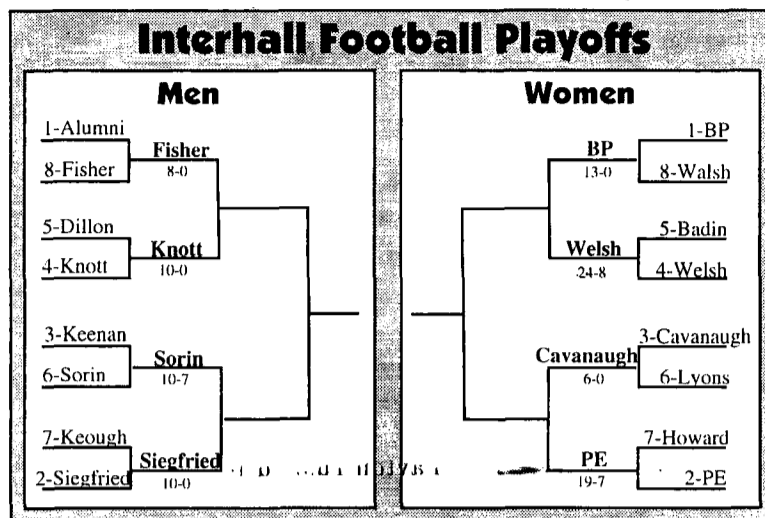 Interhall Football Playoffs
Men
1-Alumni
Fisher
8-0
8-Fisher
5-Dillon
Knott
10-0
4-Knott
3-Keenan
Sorin
10-7
6-Sorin
7-Keough
Siegfried
10-0
2-Siegfried
Women
1-BP
BP
13-0
8-Walsh
5-Badin
Welsh
24-8
4-Welsh
3-Cavanaugh
Cavanaugh
6-0
6-Lyons
7-Howard
PE
19-7
2-PE